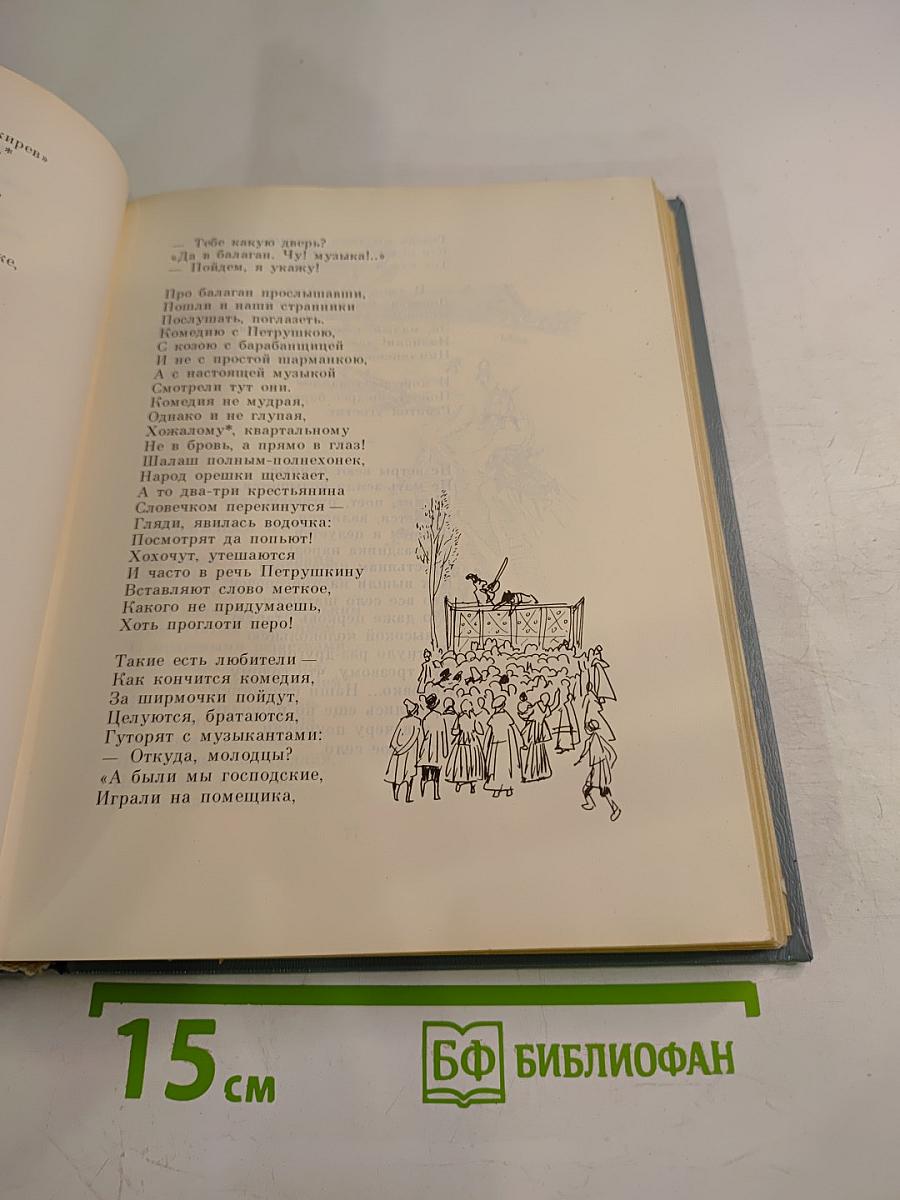 кирев»
*
ке,
— Тебе какую дверь?
«Да в балаган. Чу! музыка!..»
— Пойдем, я укажу!
Про балаган прослышавши,
Пошли и наши странники
Послушать, поглазеть.
Комедию с Петрушкою,
С козою с барабанщицей
И не с простой шарманкою,
А с настоящей музыкой
Смотрели тут они.
Комедия не мудрая,
Однако и не глупая,
Хожалому*, квартальному
Не в бровь, а прямо в глаз!
Шалаш полным-полнехонек,
Народ орешки щелкает,
А то два-три крестьянина
Словечком перекинутся —
Гляди, явилась водочка:
Посмотрят да попьют!
Хохочут, утешаются
И часто в речь Петрушкину
Вставляют слово меткое,
Какого не придумаешь,
Хоть проглоти перо!
Такие есть любители —
Как кончится комедия,
За ширмочки пойдут,
Целуются, братаются,
Гуторят с музыкантами:
— Откуда, молодцы?
«А были мы господские,
Играли на помещика,
15 см
БФ БИБЛИОФАН